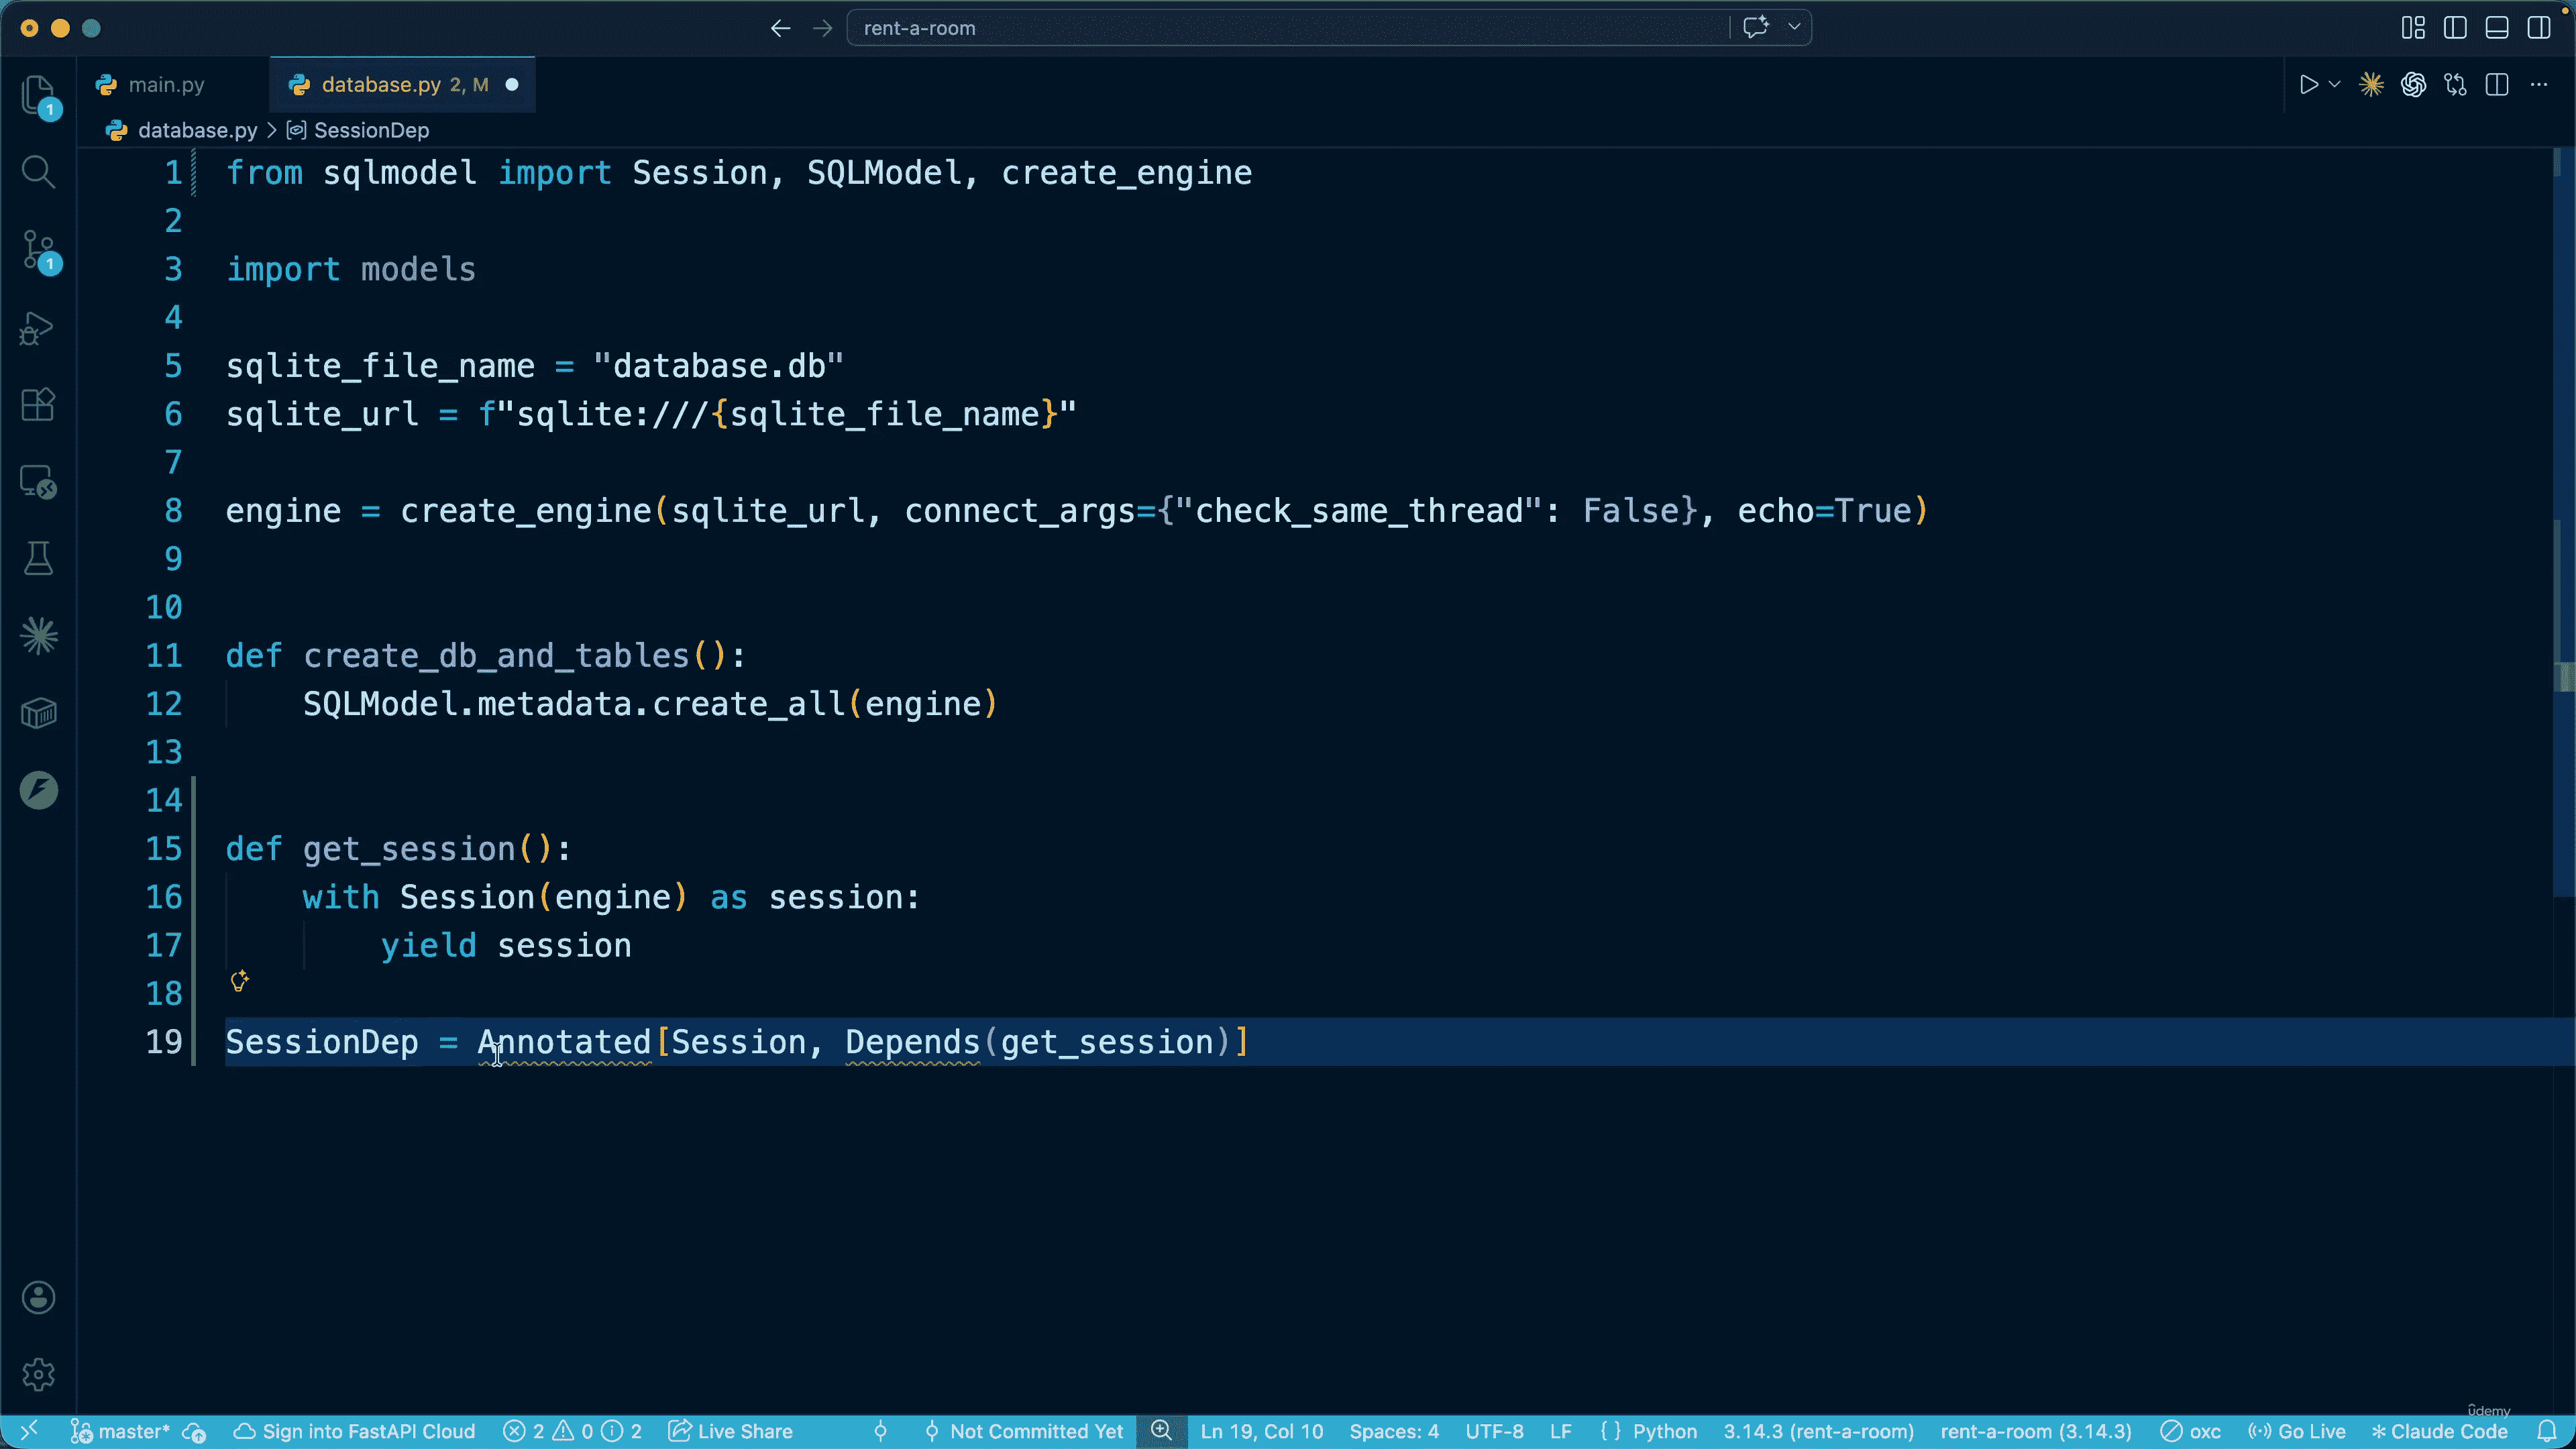 rent-a-room
main.py
database.py 2, M
database.py > SessionDep
1 from sqlmodel import Session, SQLModel, create_engine
2
3 import models
4
5 sqlite_file_name = "database.db"
6 sqlite_url = f"sqlite:///{sqlite_file_name}"
7
8 engine = create_engine(sqlite_url, connect_args={"check_same_thread": False}, echo=True)
9
10
11 def create_db_and_tables():
12     SQLModel.metadata.create_all(engine)
13
14
15 def get_session():
16     with Session(engine) as session:
17         yield session
18
19 SessionDep = Annotated[Session, Depends(get_session)]
1
1
ûdemy
master* Sign into FastAPI Cloud 2 0 2 Live Share Not Committed Yet Ln 19, Col 10 Spaces: 4 UTF-8 LF { } Python 3.14.3 (rent-a-room) rent-a-room (3.14.3) oxc Go Live Claude Code